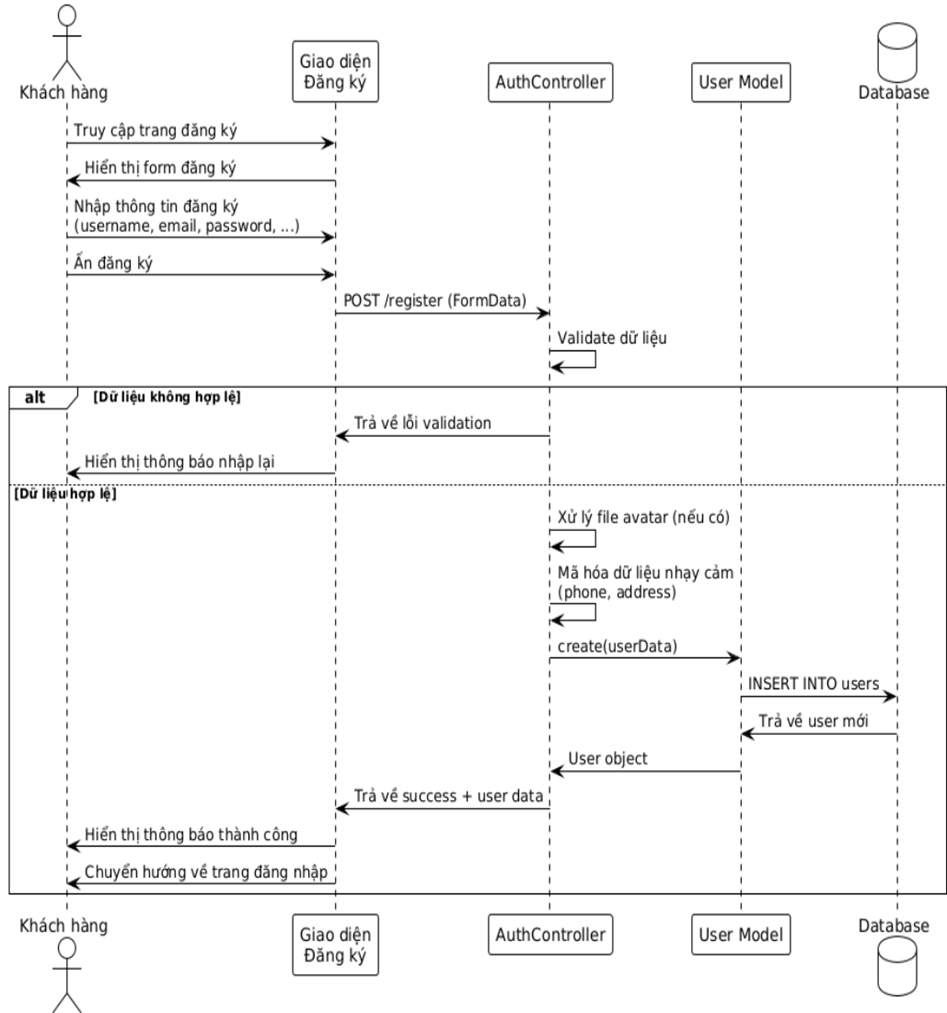 Khách hàng
Giao diện
Đăng ký
AuthController
User Model
Database
Truy cập trang đăng ký
Hiển thị form đăng ký
Nhập thông tin đăng ký
(username, email, password, ...)
Ấn đăng ký
POST /register (FormData)
Validate dữ liệu
alt
[Dữ liệu không hợp lệ]
Trả về lỗi validation
Hiển thị thông báo nhập lại
[Dữ liệu hợp lệ]
Xử lý file avatar (nếu có)
Mã hóa dữ liệu nhạy cảm
(phone, address)
create(userData)
INSERT INTO users
Trả về user mới
User object
Trả về success + user data
Hiển thị thông báo thành công
Chuyển hướng về trang đăng nhập
Khách hàng
Giao diện
Đăng ký
AuthController
User Model
Database